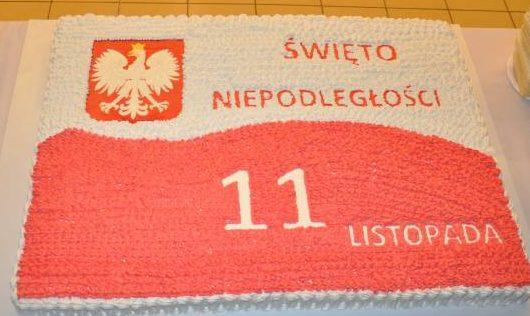 ŚWIĘTO
NIEPODLEGŁOŚCI
11
LISTOPADA